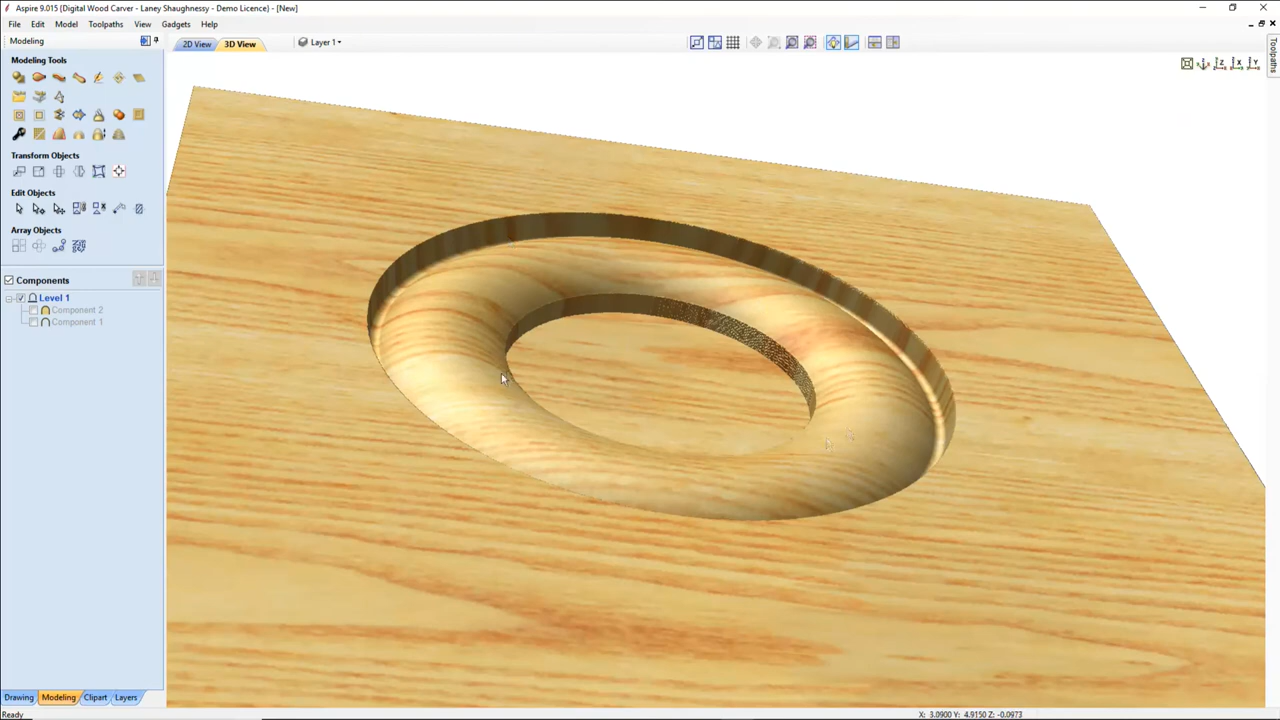 Aspire 9.015 {Digital Wood Carver - Laney Shaughnessy - Demo Licence} - [New]
File Edit Model Toolpaths View Gadgets Help
Modeling
2D View 3D View Layer 1
Modeling Tools
Transform Objects
Edit Objects
Array Objects
Components
Level 1
Component 2
Component 1
Toolpaths
Drawing Modeling Clipart Layers
Ready X: 3.0900 Y: 4.9150 Z: -0.0973